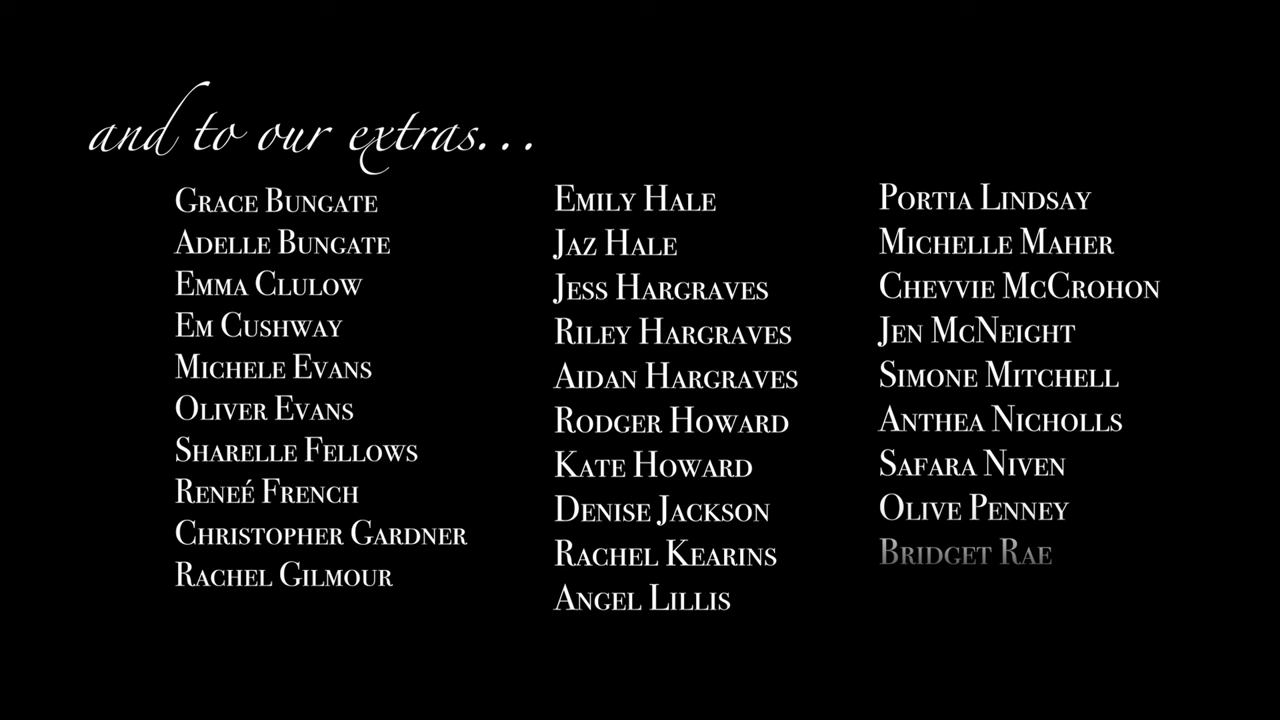 and to our extras...
Grace Bungate
Adelle Bungate
Emma Clulow
Em Cushway
Michele Evans
Oliver Evans
Sharelle Fellows
Reneé French
Christopher Gardner
Rachel Gilmour
Emily Hale
Jaz Hale
Jess Hargraves
Riley Hargraves
Aidan Hargraves
Rodger Howard
Kate Howard
Denise Jackson
Rachel Kearins
Angel Lillis
Portia Lindsay
Michelle Maher
Chevvie McCrohon
Jen McNeight
Simone Mitchell
Anthea Nicholls
Safara Niven
Olive Penney
Bridget Rae